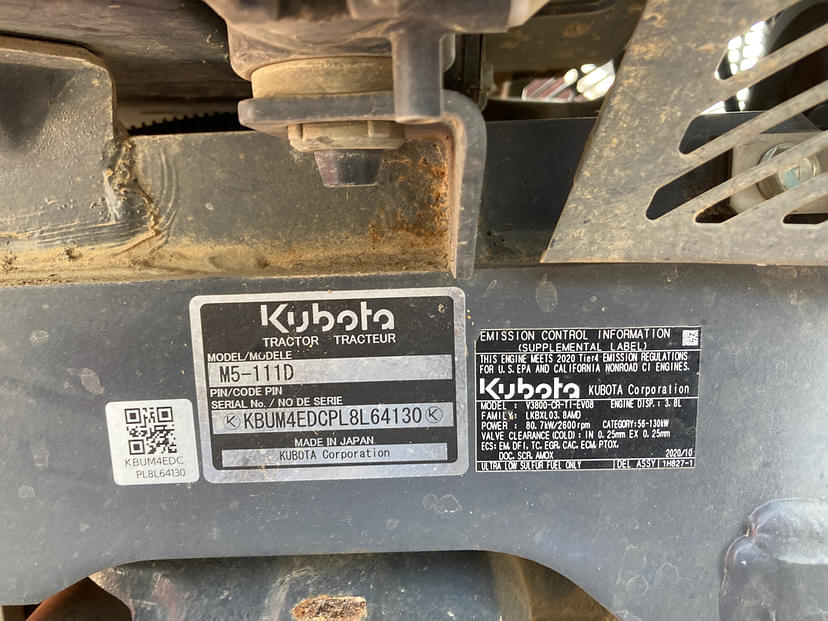 Kubota
TRACTOR TRACTEUR
MODEL/MODELE
M5-111D
PIN/CODE PIN
SERIAL No. / NO DE SERIE
KBUM4EDCPL8L64130
MADE IN JAPAN
KUBOTA Corporation
KBUM4EDC
PL8L64130
EMISSION CONTROL INFORMATION
(SUPPLEMENTAL LABEL)
THIS ENGINE MEETS 2020 Tier4 EMISSION REGULATIONS
FOR U.S.EPA AND CALIFORNIA NONROAD CI ENGINES.
Kubota KUBOTA Corporation
MODEL : V3800-CR-TI-EV08 ENGINE DISP.: 3.8L
FAMILY : LKBXL03.8AMD
POWER : 80.7kW/2600rpm CATEGORY:56-130kW
VALVE CLEARANCE(COLD) : IN 0.25mm EX 0.25mm
ECS: EM, DFI, TC, EGR, CAC, ECM, PTOX,
DOC, SCR, AMOX 2020/10
ULTRA LOW SULFUR FUEL ONLY DEL ASSY 1H827-1